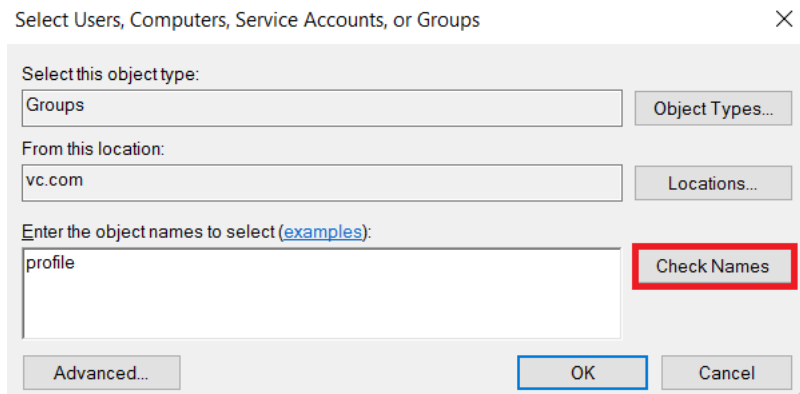 Select Users, Computers, Service Accounts, or Groups
Select this object type:
Groups
Object Types...
From this location:
vc.com
Locations...
Enter the object names to select (examples):
profile
Check Names
Advanced...
OK
Cancel